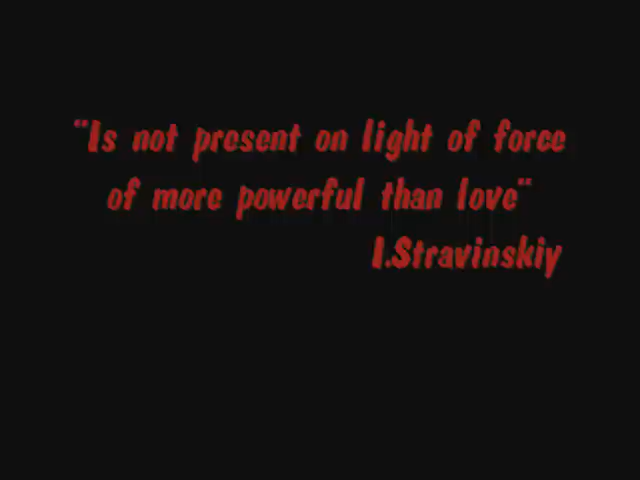 "Is not present on light of force
of more powerful than love"
I.Stravinskiy